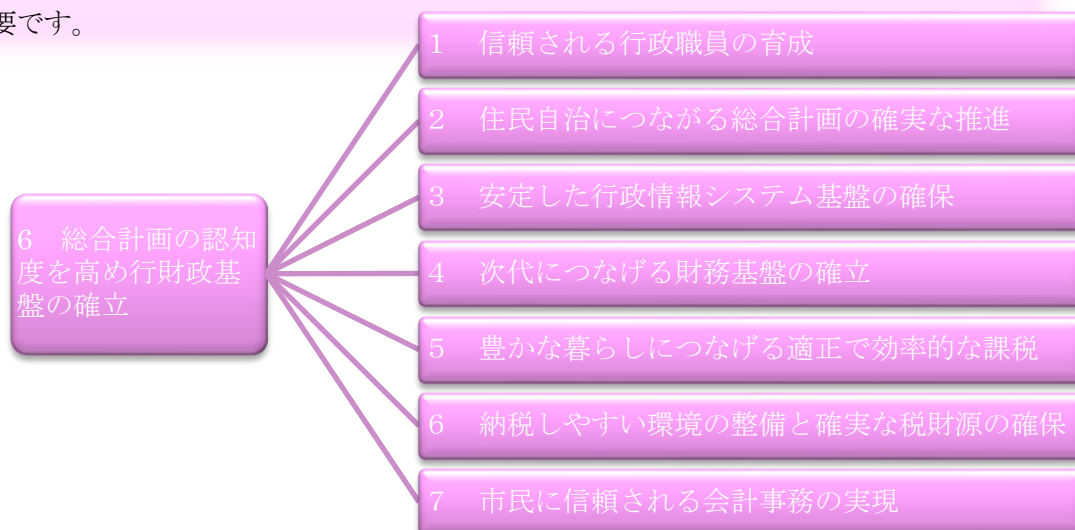 要です。
1　信頼される行政職員の育成
2　住民自治につながる総合計画の確実な推進
3　安定した行政情報システム基盤の確保
6　総合計画の認知
度を高め行財政基
盤の確立
4　次代につなげる財務基盤の確立
5　豊かな暮らしにつなげる適正で効率的な課税
6　納税しやすい環境の整備と確実な税財源の確保
7　市民に信頼される会計事務の実現